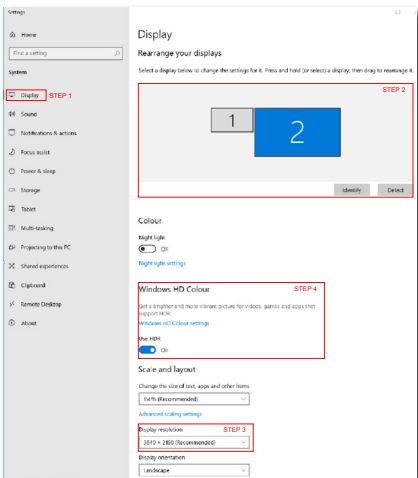 Settings
Home
Find a setting
System
Display STEP 1
Sound
Notifications & actions
Focus assist
Power & sleep
Storage
Tablet
Multi-tasking
Projecting to this PC
Shared experiences
Clipboard
Remote Desktop
About
Display
Rearrange your displays
Select a display below to change the settings for it. Press and hold (or select) a display, then drag to rearrange it.
STEP 2
1
2
Identify Detect
Colour
Night light
Off
Night light settings
Windows HD Colour STEP 4
Get a brighter and more vibrant picture for videos, games and apps that
support HDR
Windows HD Colour settings
Use HDR
On
Scale and layout
Change the size of text, apps and other items
(Recommended)
Advanced scaling settings
Display resolution STEP 3
3840 × 2160 (Recommended)
Display orientation
Landscape